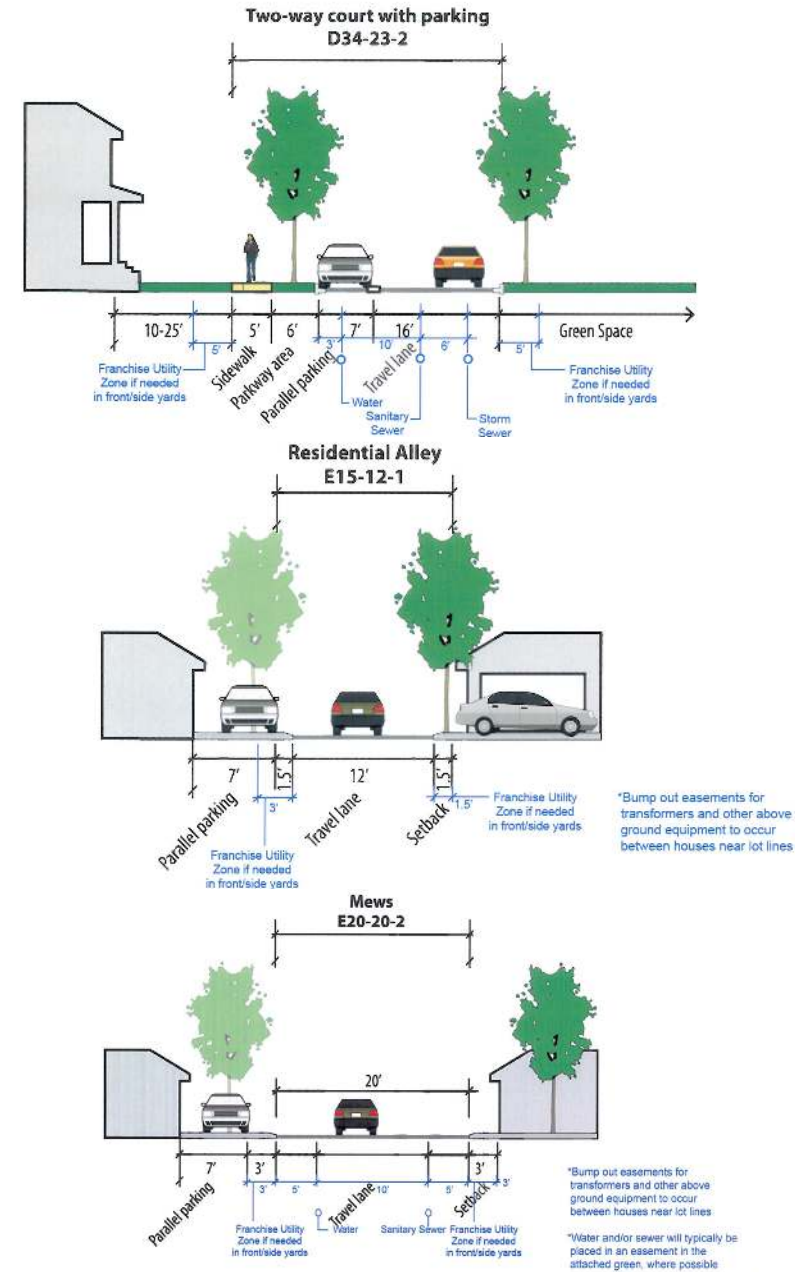 Two-way court with parking
D34-23-2
10-25'
5'
6'
7'
16'
Green Space
5'
3'
10'
6'
5'
Sidewalk
Parkway area
Parallel parking
Travel lane
Franchise Utility
Zone if needed
in front/side yards
Water
Sanitary
Sewer
Storm
Sewer
Franchise Utility
Zone if needed
in front/side yards
Residential Alley
E15-12-1
7'
1.5'
12'
1.5'
3'
1.5'
Parallel parking
Travel lane
Setback
Franchise Utility
Zone if needed
in front/side yards
Franchise Utility
Zone if needed
in front/side yards
*Bump out easements for
transformers and other above
ground equipment to occur
between houses near lot lines
Mews
E20-20-2
20'
7'
3'
3'
3'
5'
10'
5'
3'
Parallel parking
Travel lane
Setback
Franchise Utility
Zone if needed
in front/side yards
Water
Sanitary Sewer
Franchise Utility
Zone if needed
in front/side yards
*Bump out easements for
transformers and other above
ground equipment to occur
between houses near lot lines
*Water and/or sewer will typically be
placed in an easement in the
attached green, where possible